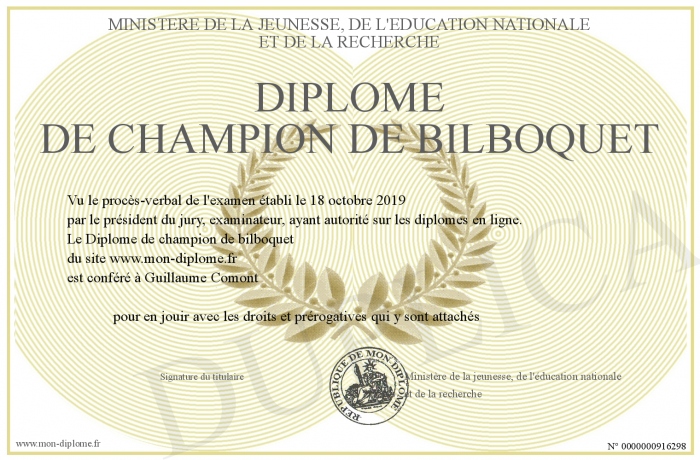 MINISTERE DE LA JEUNESSE, DE L'EDUCATION NATIONALE
ET DE LA RECHERCHE
DIPLOME
DE CHAMPION DE BILBOQUET
Vu le procès-verbal de l'examen établi le 18 octobre 2019
par le président du jury, examinateur, ayant autorité sur les diplomes en ligne.
Le Diplome de champion de bilboquet
du site www.mon-diplome.fr
est conféré à Guillaume Comont
pour en jouir avec les droits et prérogatives qui y sont attachés
Signature du titulaire
REPUBLIQUE DE MON DIPLOME
Ministère de la jeunesse, de l'éducation nationale
et de la recherche
DUPLICATA
www.mon-diplome.fr
N° 0000000916298